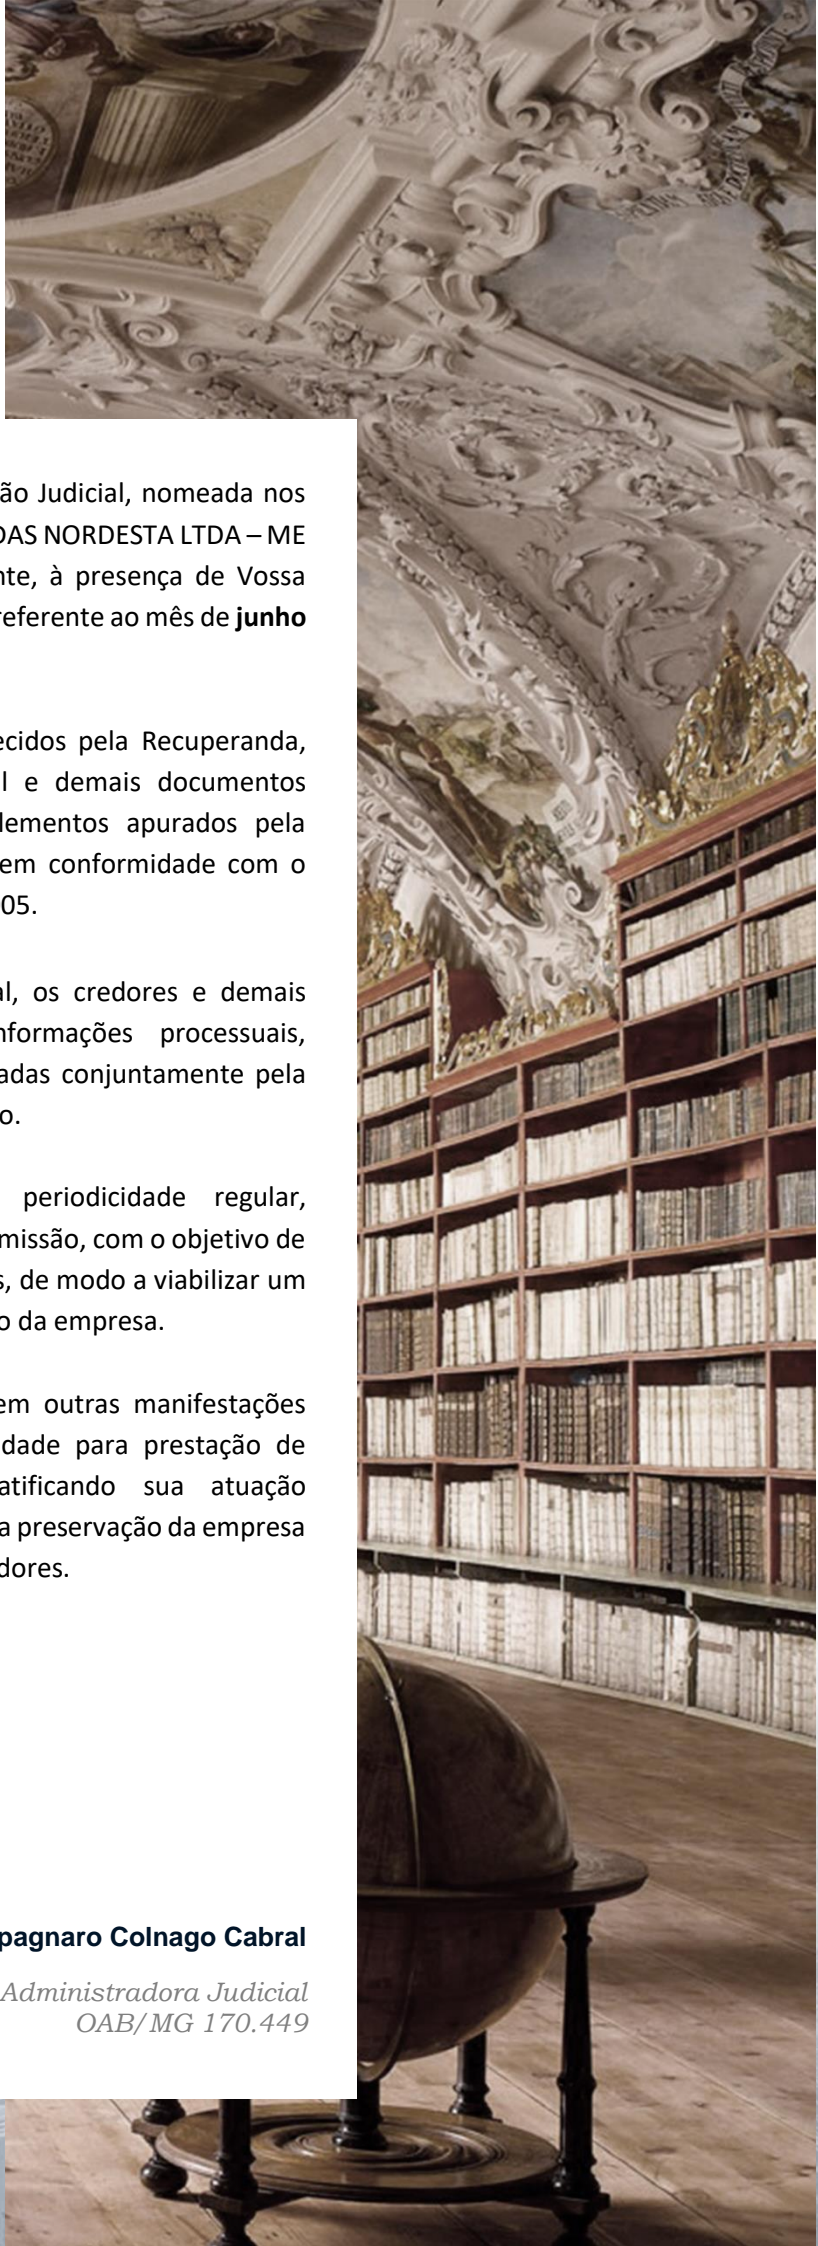 ão Judicial, nomeada nos
DAS NORDESTA LTDA – ME
nte, à presença de Vossa
referente ao mês de junho
ecidos pela Recuperanda,
l e demais documentos
lementos apurados pela
em conformidade com o
05.
al, os credores e demais
nformações processuais,
adas conjuntamente pela
o.
periodicidade regular,
missão, com o objetivo de
s, de modo a viabilizar um
o da empresa.
em outras manifestações
idade para prestação de
atificando sua atuação
a preservação da empresa
dores.
pagnaro Colnago Cabral
Administradora Judicial
OAB/MG 170.449